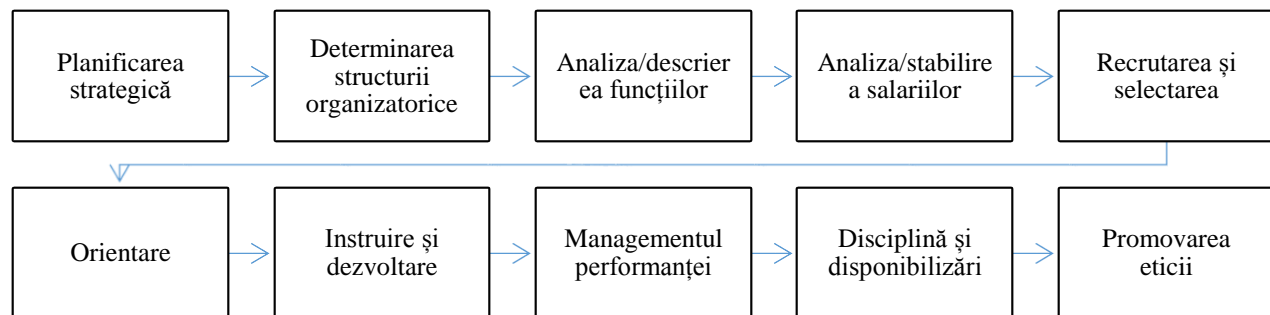 Planificarea
strategică
Determinarea
structurii
organizatorice
Analiza/descrier
ea funcțiilor
Analiza/stabilire
a salariilor
Recrutarea și
selectarea
Orientare
Instruire și
dezvoltare
Managementul
performanței
Disciplină și
disponibilizări
Promovarea
eticii